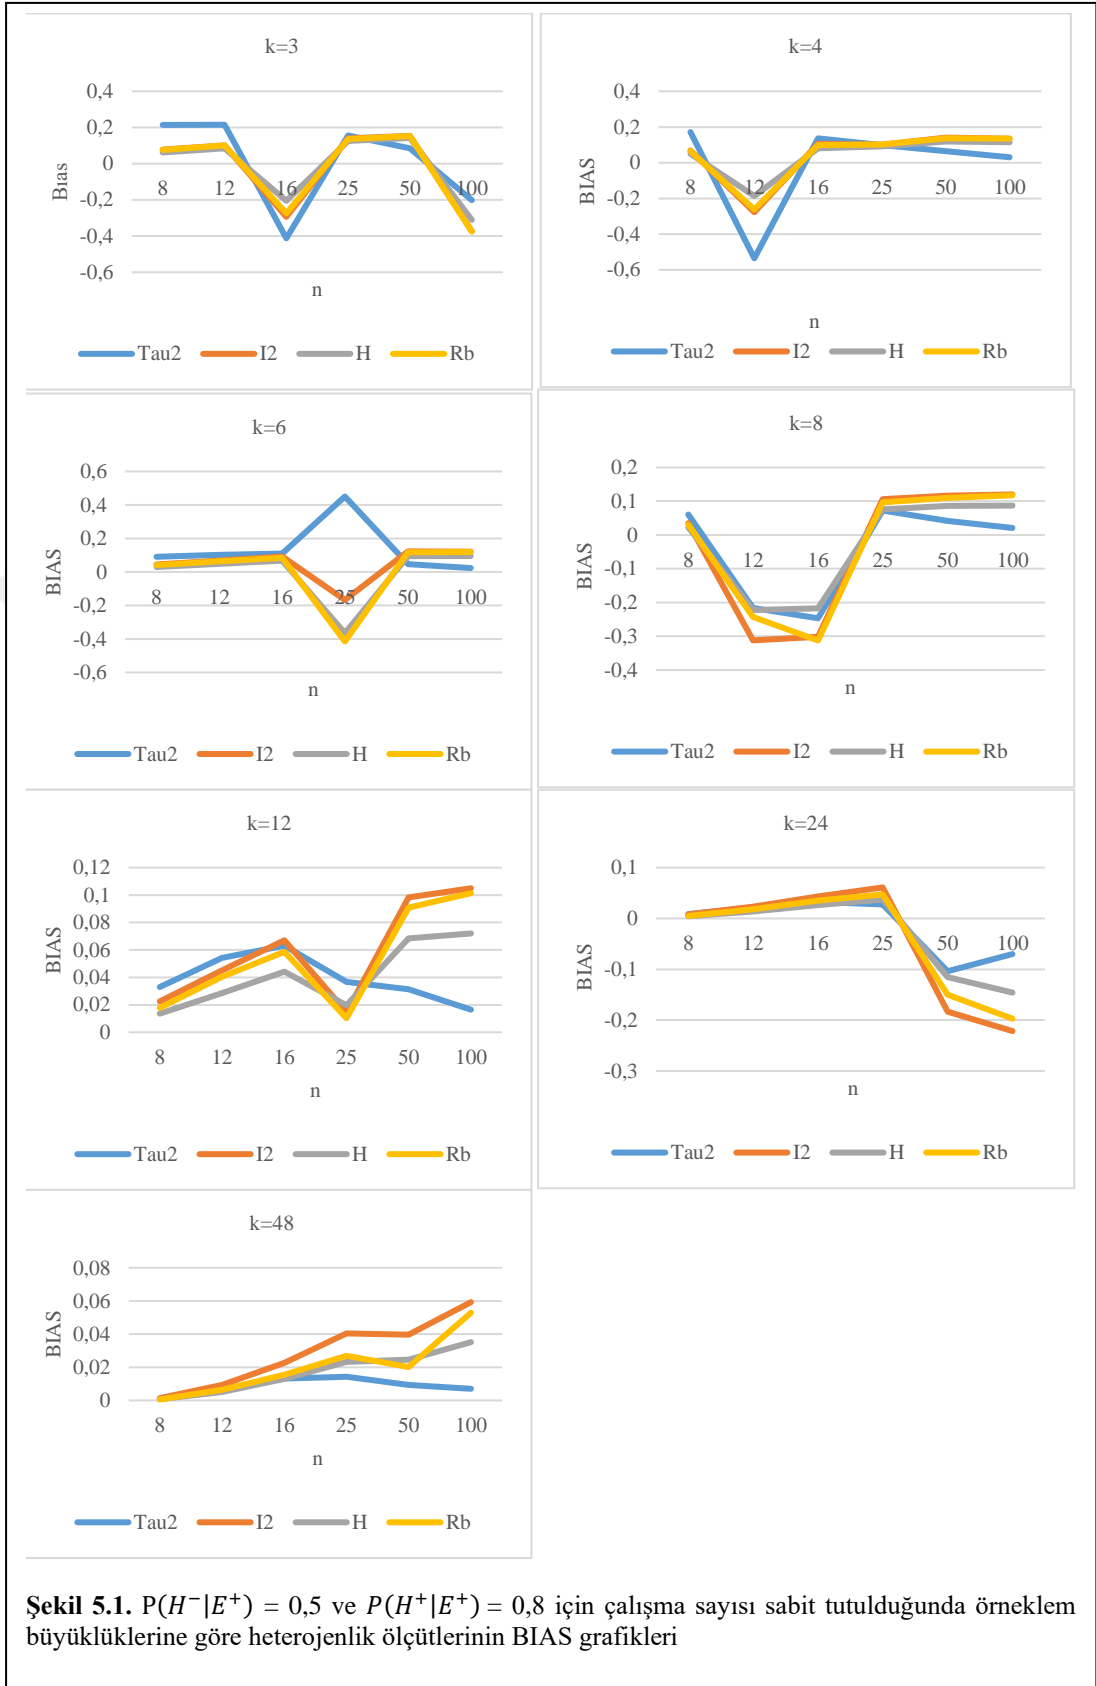 k=3
0,4
0,2
0
-0,2
-0,4
-0,6
Bıas
8 12 16 25 50 100
n
Tau2 I2 H Rb
k=4
0,4
0,2
0
-0,2
-0,4
-0,6
BIAS
8 12 16 25 50 100
n
Tau2 I2 H Rb
k=6
0,6
0,4
0,2
0
-0,2
-0,4
-0,6
BIAS
8 12 16 25 50 100
n
Tau2 I2 H Rb
k=8
0,2
0,1
0
-0,1
-0,2
-0,3
-0,4
BIAS
8 12 16 25 50 100
n
Tau2 I2 H Rb
k=12
0,12
0,1
0,08
0,06
0,04
0,02
0
BIAS
8 12 16 25 50 100
n
Tau2 I2 H Rb
k=24
0,1
0
-0,1
-0,2
-0,3
BIAS
8 12 16 25 50 100
n
Tau2 I2 H Rb
k=48
0,08
0,06
0,04
0,02
0
BIAS
8 12 16 25 50 100
n
Tau2 I2 H Rb
Şekil 5.1. P(H⁻|E⁺) = 0,5 ve P(H⁺|E⁺) = 0,8 için çalışma sayısı sabit tutulduğunda örneklem
büyüklüklerine göre heterojenlik ölçütlerinin BIAS grafikleri